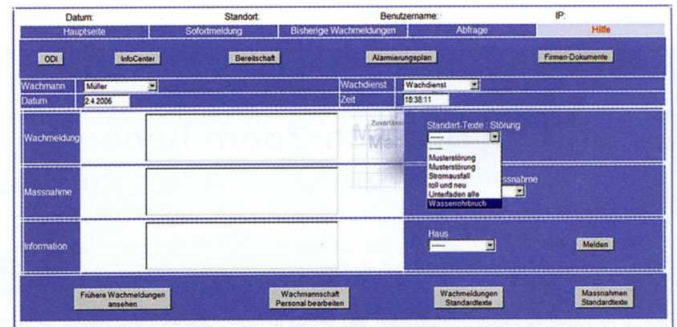 Datum: Standort: Benutzername: IP:
Hauptseite Sofortmeldung Bisherige Wachmeldungen Abfrage Hilfe
ODI InfoCenter Bereitschaft Alarmierungsplan Firmen-Dokumente
Wachmann Müller Wachdienst Wachdienst
Datum 2.4.2006 Zeit 18:38:11
Wachmeldung
Standart-Texte : Störung
------
------
Musterstörung
Musterstörung
Stromausfall
toll und neu
Unterfaden alle
Wasserrohrbruch
Massnahme
ssnahme
Information
Haus
------
Melden
Frühere Wachmeldungen
ansehen
Wachmannschaft
Personal bearbeiten
Wachmeldungen
Standardtexte
Massnahmen
Standardtexte